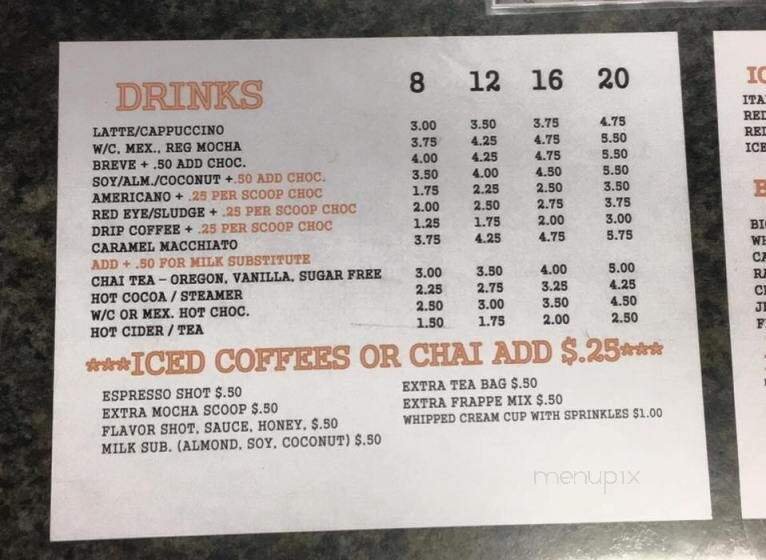 DRINKS 8 12 16 20
LATTE/CAPPUCCINO 3.00 3.50 3.75 4.75
W/C, MEX., REG MOCHA 3.75 4.25 4.75 5.50
BREVE + .50 ADD CHOC. 4.00 4.25 4.75 5.50
SOY/ALM./COCONUT +.50 ADD CHOC. 3.50 4.00 4.50 5.50
AMERICANO + .25 PER SCOOP CHOC 1.75 2.25 2.50 3.50
RED EYE/SLUDGE + .25 PER SCOOP CHOC 2.00 2.50 2.75 3.75
DRIP COFFEE + .25 PER SCOOP CHOC 1.25 1.75 2.00 3.00
CARAMEL MACCHIATO 3.75 4.25 4.75 5.75
ADD + .50 FOR MILK SUBSTITUTE
CHAI TEA – OREGON, VANILLA, SUGAR FREE 3.00 3.50 4.00 5.00
HOT COCOA / STEAMER 2.25 2.75 3.25 4.25
W/C OR MEX. HOT CHOC. 2.50 3.00 3.50 4.50
HOT CIDER / TEA 1.50 1.75 2.00 2.50
***ICED COFFEES OR CHAI ADD $.25***
ESPRESSO SHOT $.50
EXTRA MOCHA SCOOP $.50
FLAVOR SHOT, SAUCE, HONEY, $.50
MILK SUB. (ALMOND, SOY, COCONUT) $.50
EXTRA TEA BAG $.50
EXTRA FRAPPE MIX $.50
WHIPPED CREAM CUP WITH SPRINKLES $1.00
menupix